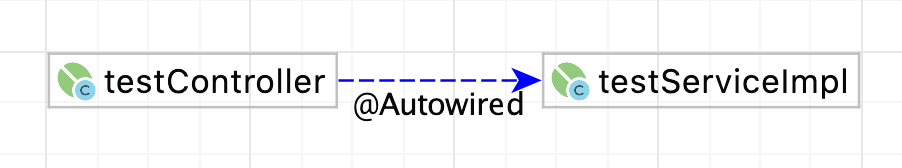 testController
@Autowired
testServiceImpl